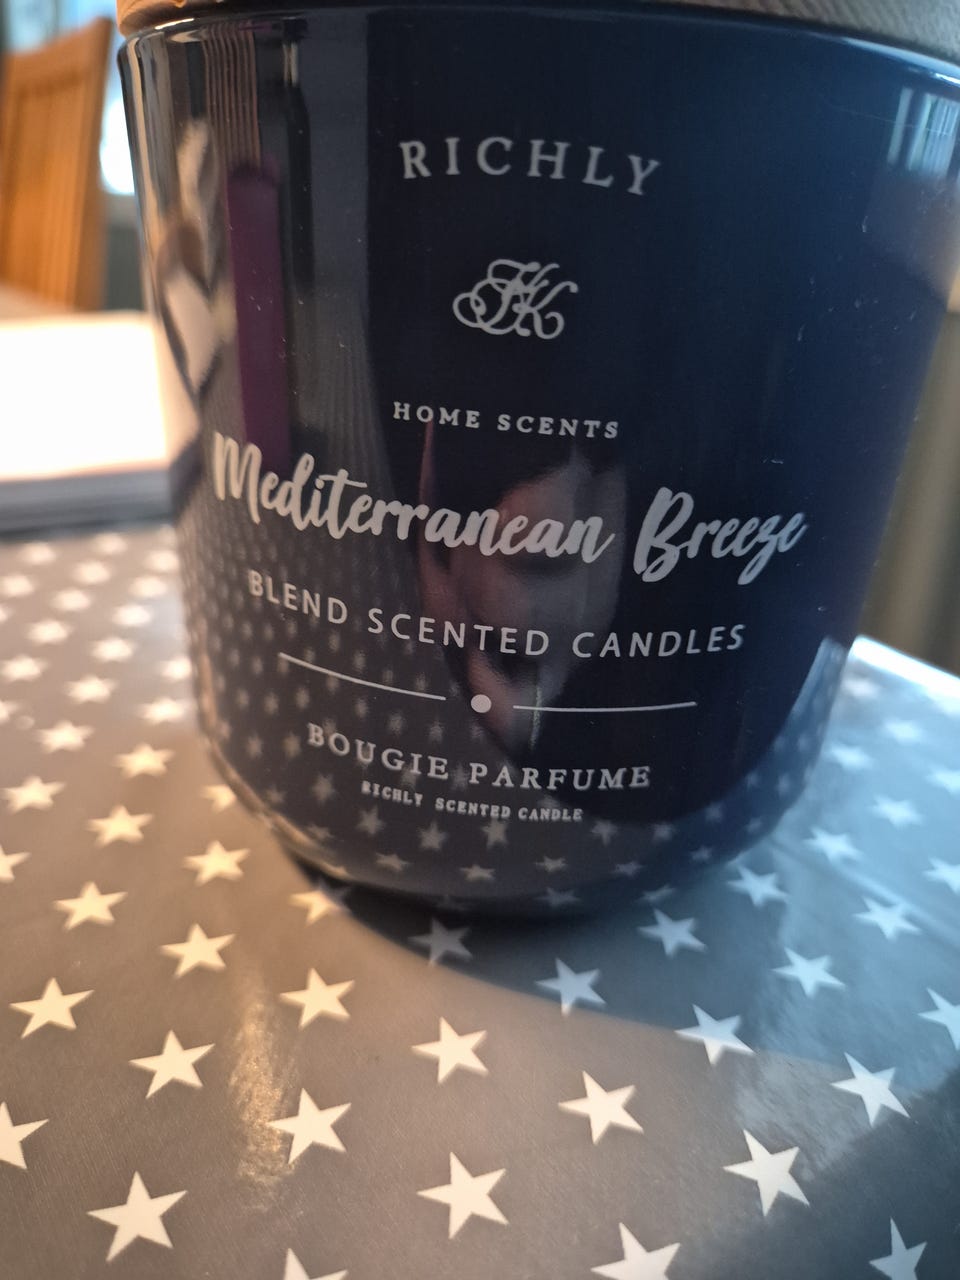 RICHLY
HOME SCENTS
Mediterranean Breeze
BLEND SCENTED CANDLES
BOUGIE PARFUME
RICHLY SCENTED CANDLE